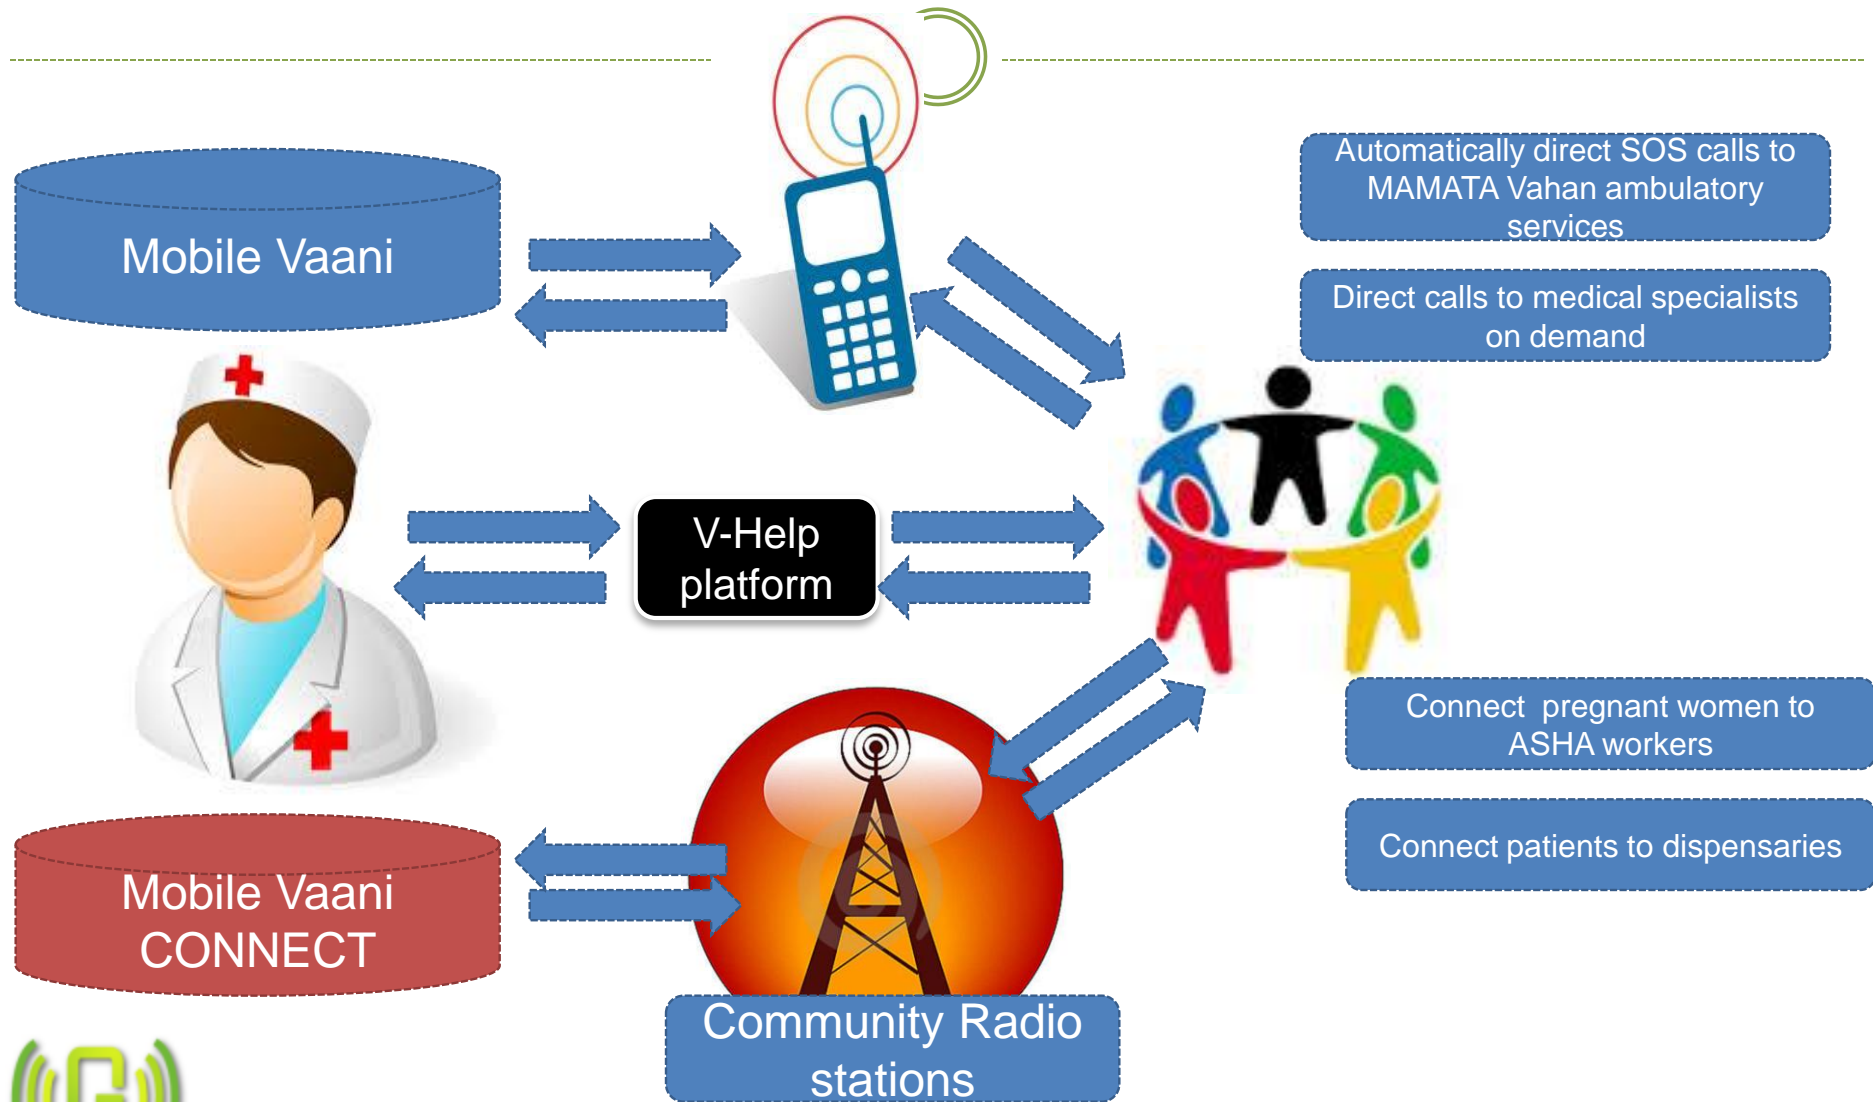 Mobile Vaani
Automatically direct SOS calls to
MAMATA Vahan ambulatory
services
Direct calls to medical specialists
on demand
V-Help
platform
Connect pregnant women to
ASHA workers
Connect patients to dispensaries
Mobile Vaani
CONNECT
Community Radio
stations